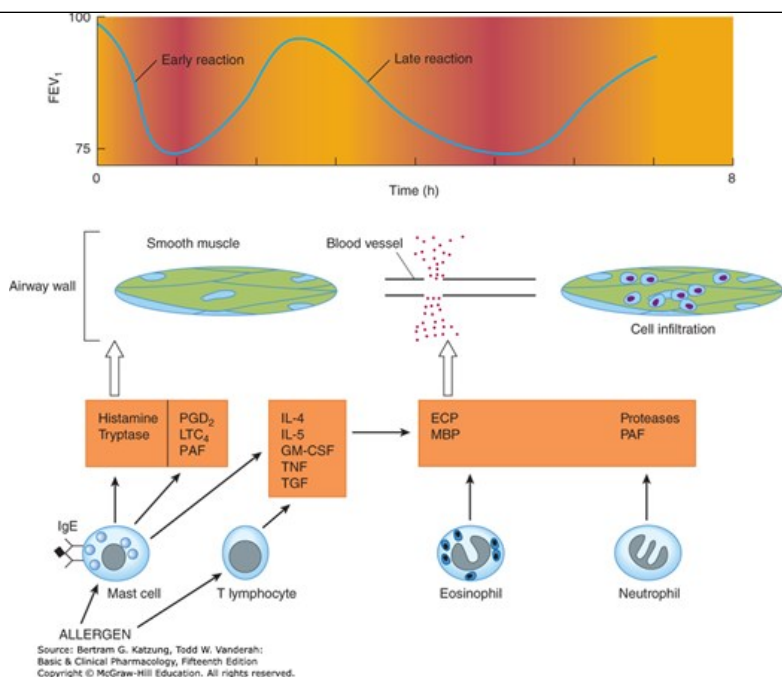 100
Early reaction
Late reaction
FEV₁
75
0
8
Time (h)
Smooth muscle
Blood vessel
Airway wall
Cell infiltration
Histamine
Tryptase
PGD₂
LTC₄
PAF
IL-4
IL-5
GM-CSF
TNF
TGF
ECP
MBP
Proteases
PAF
IgE
Mast cell
T lymphocyte
Eosinophil
Neutrophil
ALLERGEN
Source: Bertram G. Katzung, Todd W. Vanderah:
Basic & Clinical Pharmacology, Fifteenth Edition
Copyright © McGraw-Hill Education. All rights reserved.